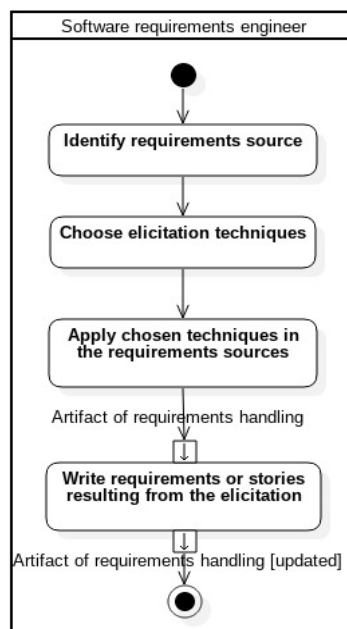 Software requirements engineer
Identify requirements source
Choose elicitation techniques
Apply chosen techniques in
the requirements sources
Artifact of requirements handling
Write requirements or stories
resulting from the elicitation
Artifact of requirements handling [updated]